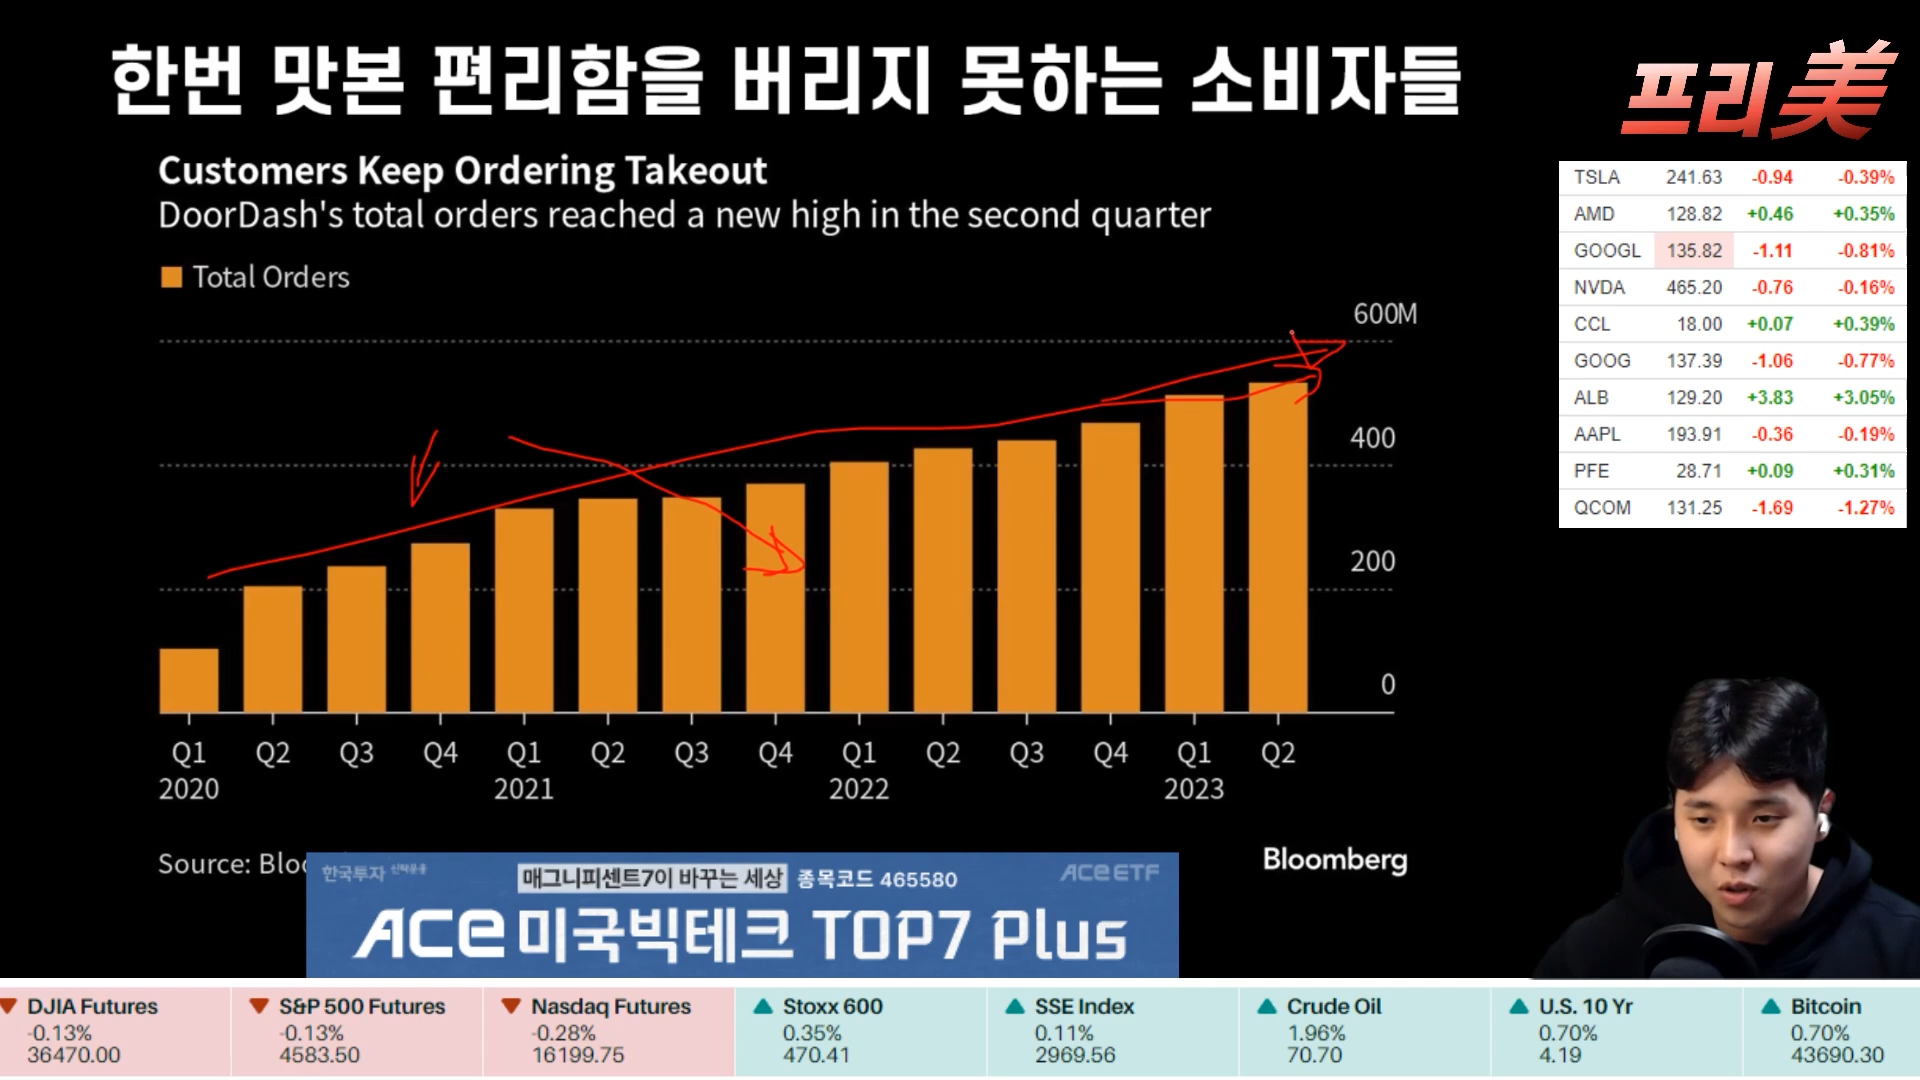 한번 맛본 편리함을 버리지 못하는 소비자들
프리美
Customers Keep Ordering Takeout
DoorDash's total orders reached a new high in the second quarter
Total Orders
600M
400
200
0
Q1 Q2 Q3 Q4 Q1 Q2 Q3 Q4 Q1 Q2 Q3 Q4 Q1 Q2
2020 2021 2022 2023
Source:
Bloomberg
TSLA 241.63 -0.94 -0.39%
AMD 128.82 +0.46 +0.35%
GOOGL 135.82 -1.11 -0.81%
NVDA 465.20 -0.76 -0.16%
CCL 18.00 +0.07 +0.39%
GOOG 137.39 -1.06 -0.77%
ALB 129.20 +3.83 +3.05%
AAPL 193.91 -0.36 -0.19%
PFE 28.71 +0.09 +0.31%
QCOM 131.25 -1.69 -1.27%
한국투자 신탁운용
매그니피센트7이 바꾸는 세상 종목코드 465580
ACE ETF
ACE 미국빅테크 TOP7 Plus
DJIA Futures
-0.13%
36470.00
S&P 500 Futures
-0.13%
4583.50
Nasdaq Futures
-0.28%
16199.75
Stoxx 600
0.35%
470.41
SSE Index
0.11%
2969.56
Crude Oil
1.96%
70.70
U.S. 10 Yr
0.70%
4.19
Bitcoin
0.70%
43690.30